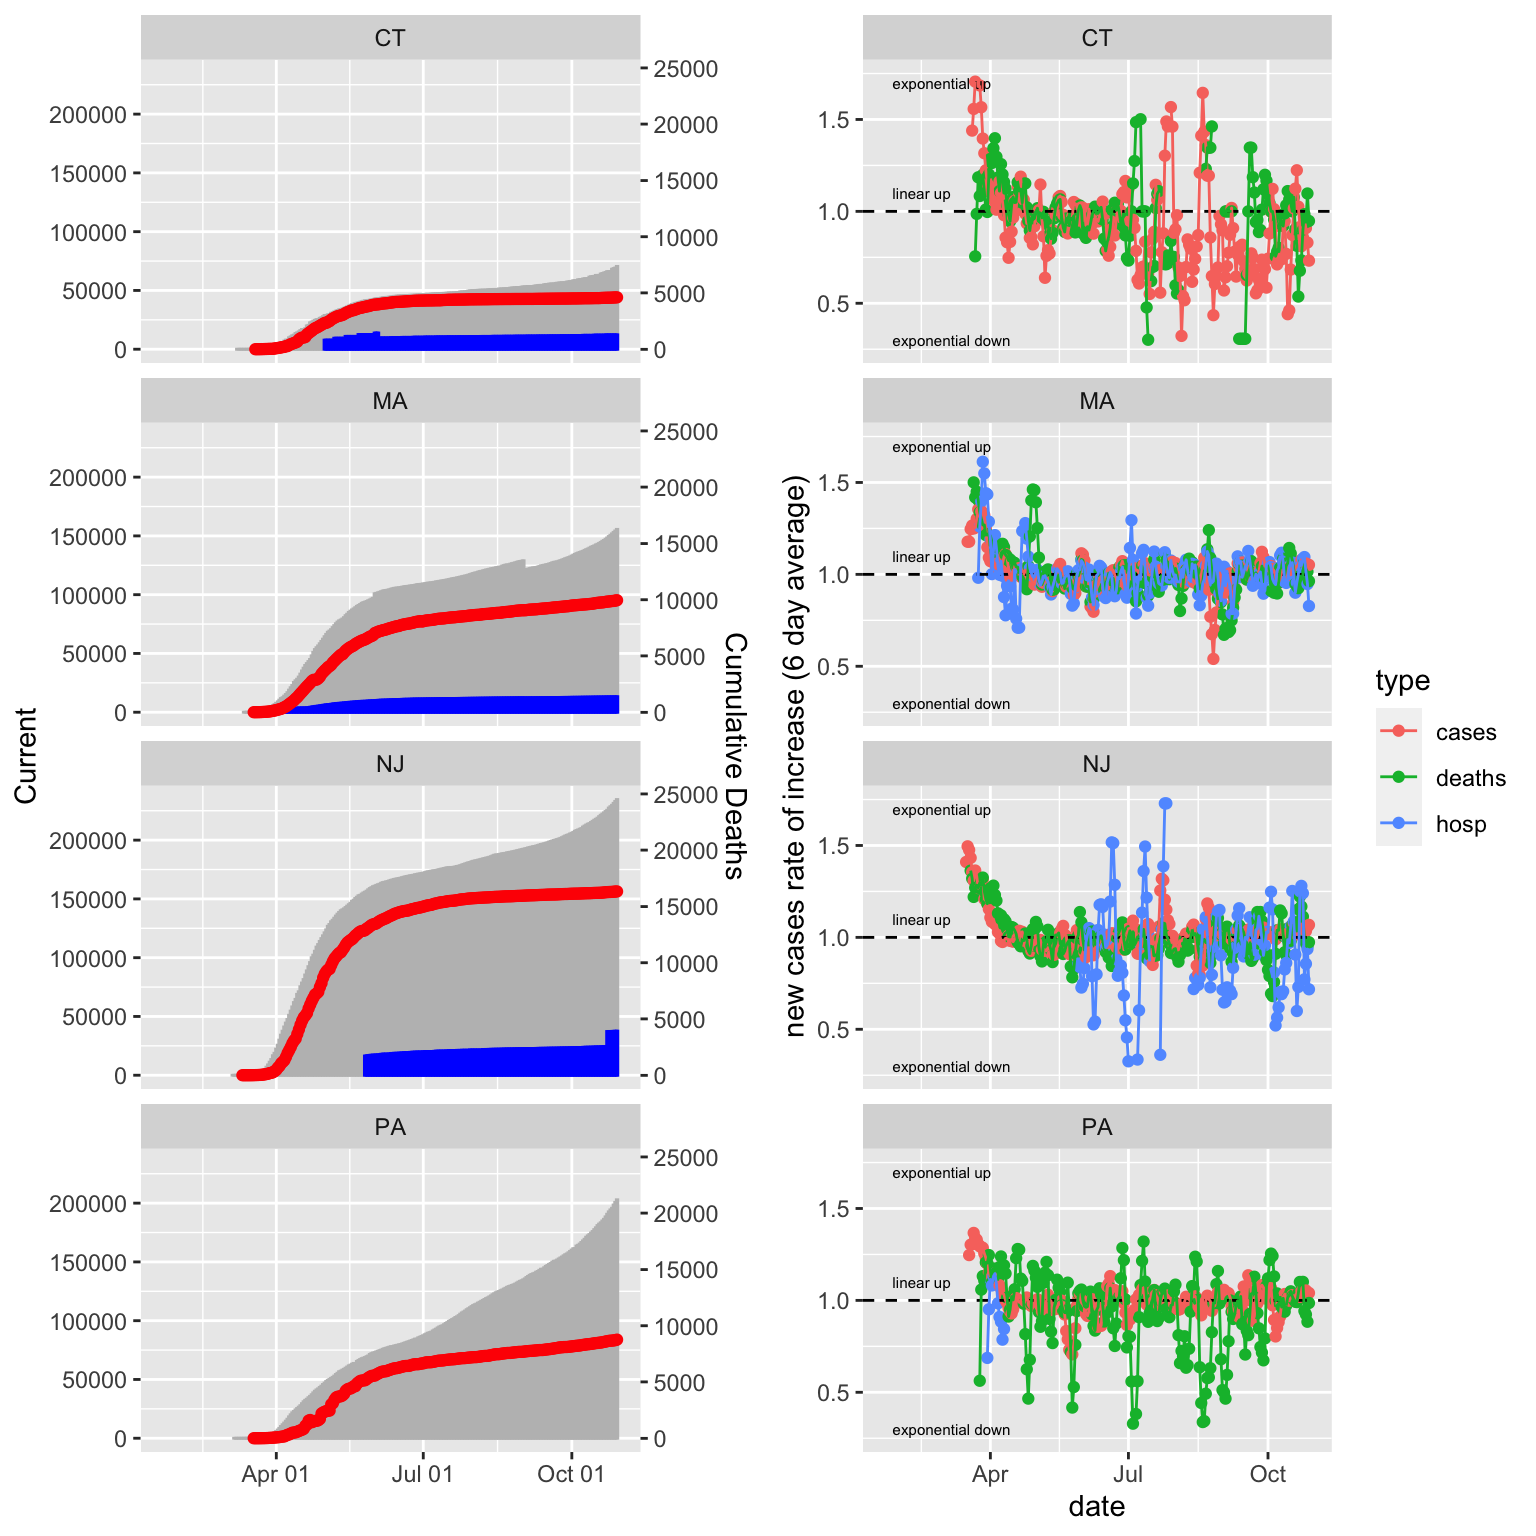 CT
200000
150000
100000
50000
0
25000
20000
15000
10000
5000
0
MA
200000
150000
100000
50000
0
25000
20000
15000
10000
5000
0
NJ
200000
150000
100000
50000
0
25000
20000
15000
10000
5000
0
PA
200000
150000
100000
50000
0
25000
20000
15000
10000
5000
0
Apr 01
Jul 01
Oct 01
Current
Cumulative Deaths
CT
exponential up
linear up
exponential down
1.5
1.0
0.5
MA
exponential up
linear up
exponential down
1.5
1.0
0.5
NJ
exponential up
linear up
exponential down
1.5
1.0
0.5
PA
exponential up
linear up
exponential down
1.5
1.0
0.5
Apr
Jul
Oct
date
new cases rate of increase (6 day average)
type
cases
deaths
hosp